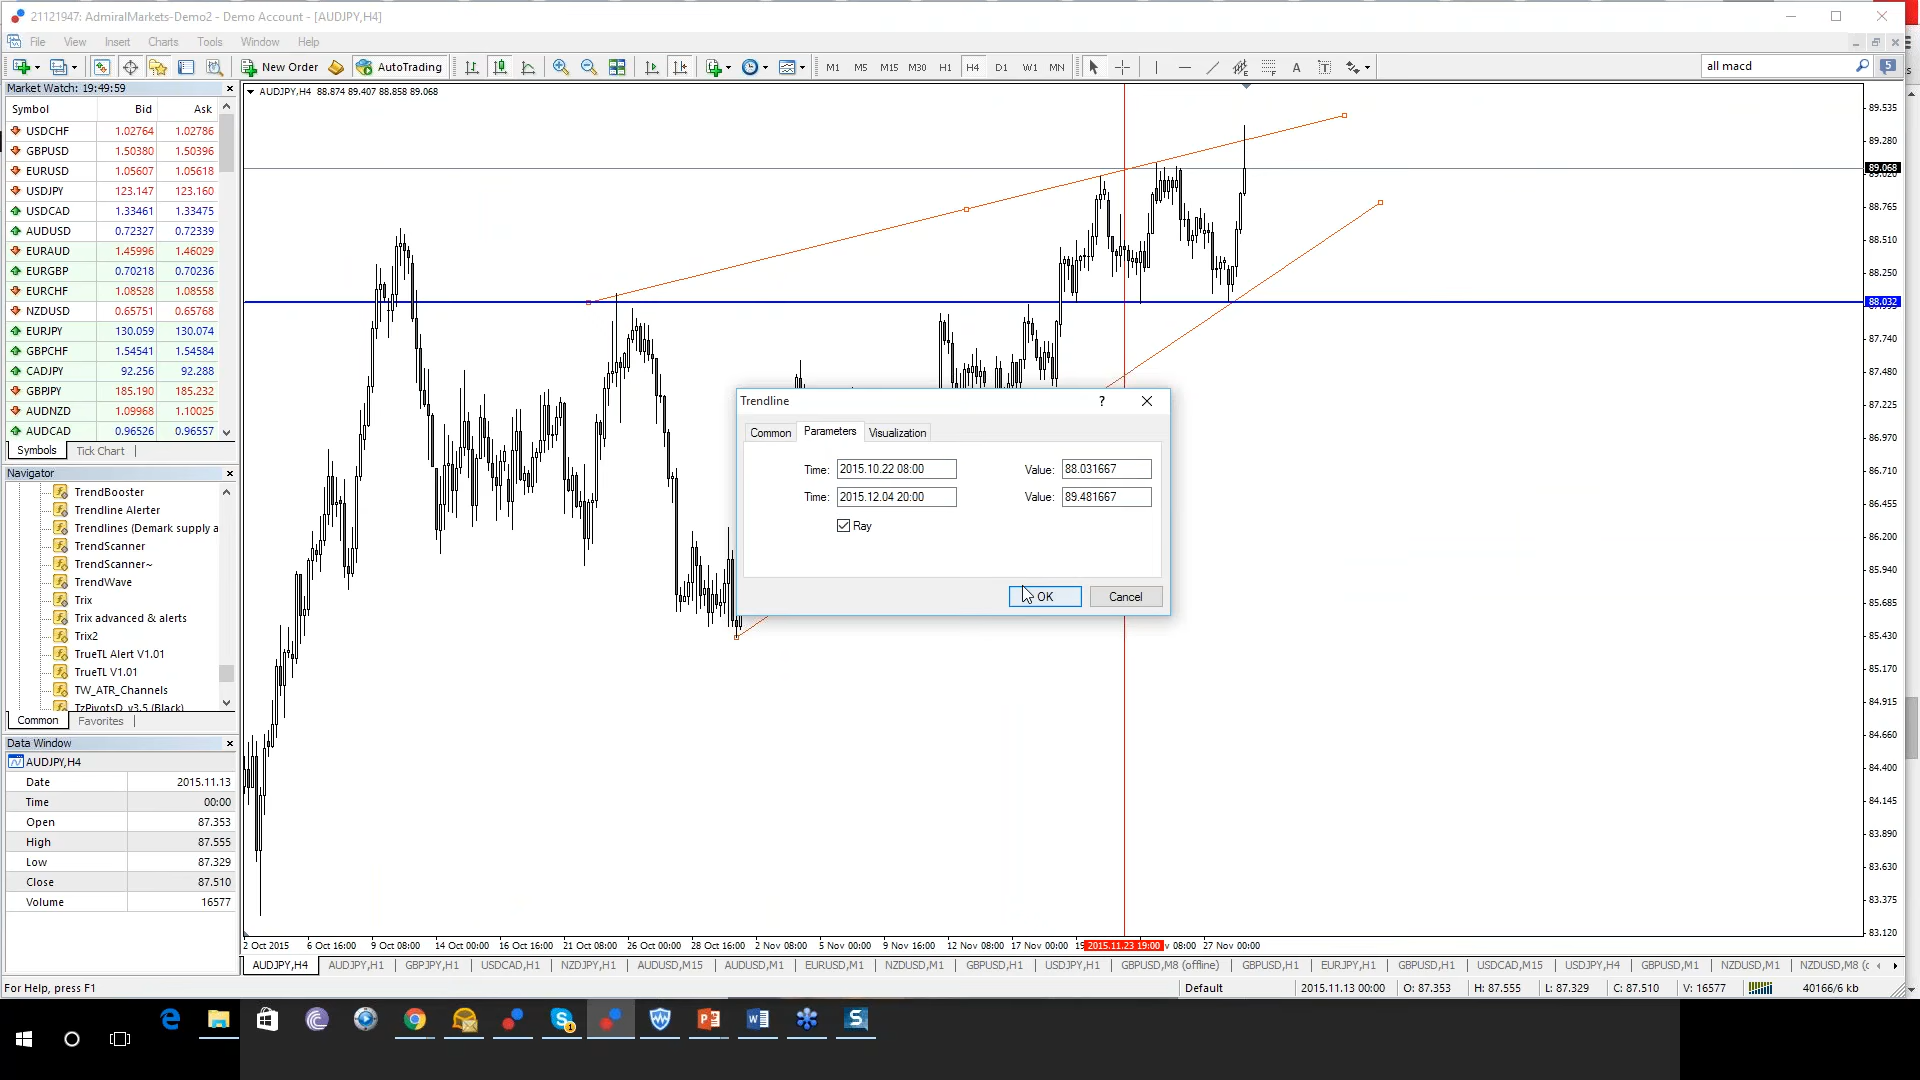 21121947: AdmiralMarkets-Demo2 - Demo Account - [AUDJPY,H4]
File View Insert Charts Tools Window Help
New Order AutoTrading M1 M5 M15 M30 H1 H4 D1 W1 MN A T all macd 5
Market Watch: 19:49:59
Symbol Bid Ask
USDCHF 1.02764 1.02786
GBPUSD 1.50380 1.50396
EURUSD 1.05607 1.05618
USDJPY 123.147 123.160
USDCAD 1.33461 1.33475
AUDUSD 0.72327 0.72339
EURAUD 1.45996 1.46029
EURGBP 0.70218 0.70236
EURCHF 1.08528 1.08558
NZDUSD 0.65751 0.65768
EURJPY 130.059 130.074
GBPCHF 1.54541 1.54584
CADJPY 92.256 92.288
GBPJPY 185.190 185.232
AUDNZD 1.09968 1.10025
AUDCAD 0.96526 0.96557
Symbols Tick Chart
Navigator
TrendBooster
Trendline Alerter
Trendlines (Demark supply a
TrendScanner
TrendScanner~
TrendWave
Trix
Trix advanced & alerts
Trix2
TrueTL Alert V1.01
TrueTL V1.01
TW_ATR_Channels
TzPivotsD_v3.5 (Black)
Common Favorites
Data Window
AUDJPY,H4
Date 2015.11.13
Time 00:00
Open 87.353
High 87.555
Low 87.329
Close 87.510
Volume 16577
AUDJPY,H4 88.874 89.407 88.858 89.068
89.535
89.280
89.068
88.765
88.510
88.250
88.032
87.740
87.480
87.225
86.970
86.710
86.455
86.200
85.940
85.685
85.430
85.170
84.915
84.660
84.400
84.145
83.890
83.630
83.375
83.120
Trendline ?
Common Parameters Visualization
Time: 2015.10.22 08:00 Value: 88.031667
Time: 2015.12.04 20:00 Value: 89.481667
Ray
OK Cancel
2 Oct 2015 6 Oct 16:00 9 Oct 08:00 14 Oct 00:00 16 Oct 16:00 21 Oct 08:00 26 Oct 00:00 28 Oct 16:00 2 Nov 08:00 5 Nov 00:00 9 Nov 16:00 12 Nov 08:00 17 Nov 00:00 19 2015.11.23 19:00 v 08:00 27 Nov 00:00
AUDJPY,H4 AUDJPY,H1 GBPJPY,H1 USDCAD,H1 NZDJPY,H1 AUDUSD,M15 AUDUSD,M1 EURUSD,M1 NZDUSD,M1 GBPUSD,H1 USDJPY,H1 GBPUSD,M8 (offline) GBPUSD,H1 EURJPY,H1 GBPUSD,H1 USDCAD,M15 USDJPY,H4 GBPUSD,M1 NZDUSD,M1 NZDUSD,M8 (c
For Help, press F1 Default 2015.11.13 00:00 O: 87.353 H: 87.555 L: 87.329 C: 87.510 V: 16577 40166/6 kb